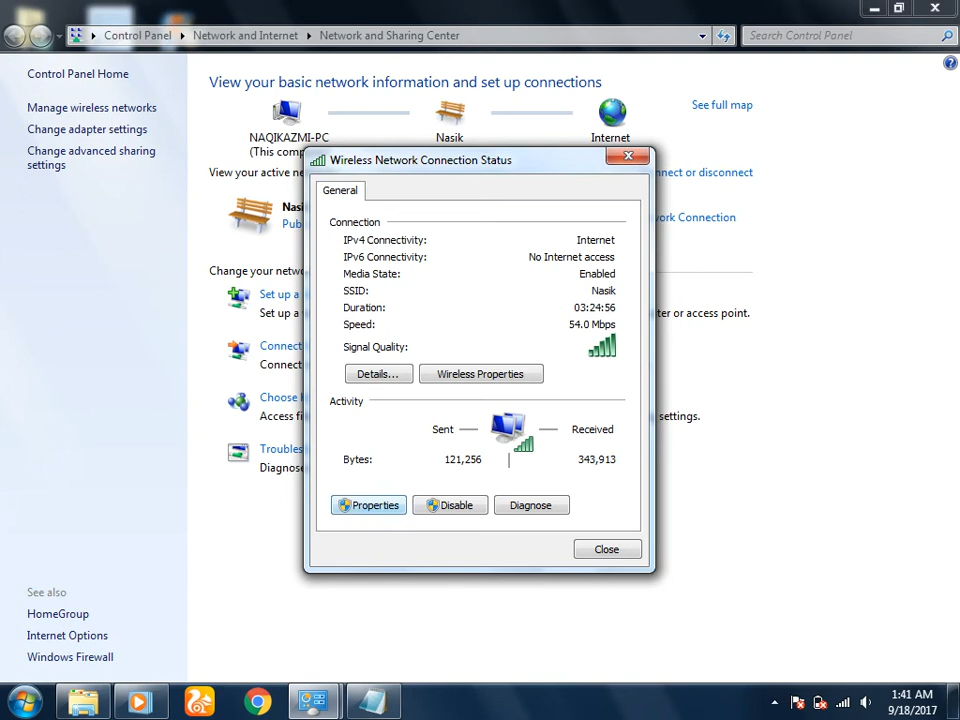 Control Panel ▸ Network and Internet ▸ Network and Sharing Center
Search Control Panel
Control Panel Home
Manage wireless networks
Change adapter settings
Change advanced sharing
settings
See also
HomeGroup
Internet Options
Windows Firewall
View your basic network information and set up connections
See full map
NAQIKAZMI-PC
(This comp
Nasik
Internet
View your active ne
nnect or disconnect
Nasi
Pub
ork Connection
Change your netwo
Set up a
Set up a
ter or access point.
Connect
Connect
Choose h
Access fi
settings.
Troubles
Diagnose
Wireless Network Connection Status
General
Connection
IPv4 Connectivity: Internet
IPv6 Connectivity: No Internet access
Media State: Enabled
SSID: Nasik
Duration: 03:24:56
Speed: 54.0 Mbps
Signal Quality:
Details...
Wireless Properties
Activity
Sent
Received
Bytes: 121,256 343,913
Properties
Disable
Diagnose
Close
1:41 AM
9/18/2017